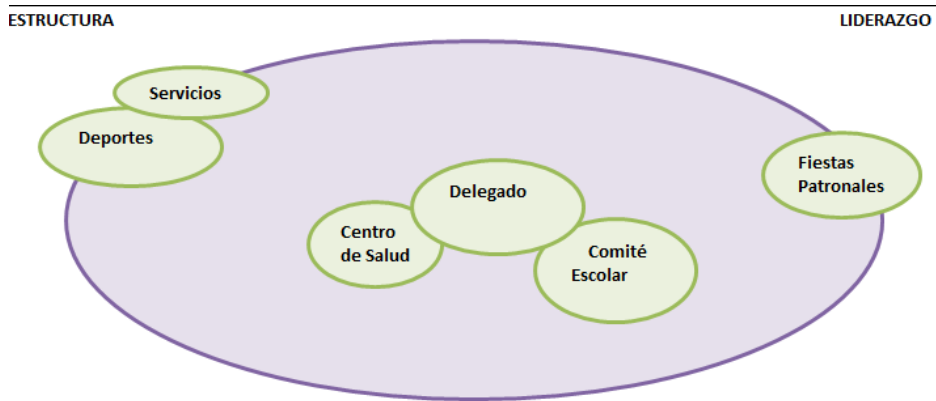 ESTRUCTURA
LIDERAZGO
Servicios
Deportes
Fiestas
Patronales
Delegado
Centro
de Salud
Comité
Escolar